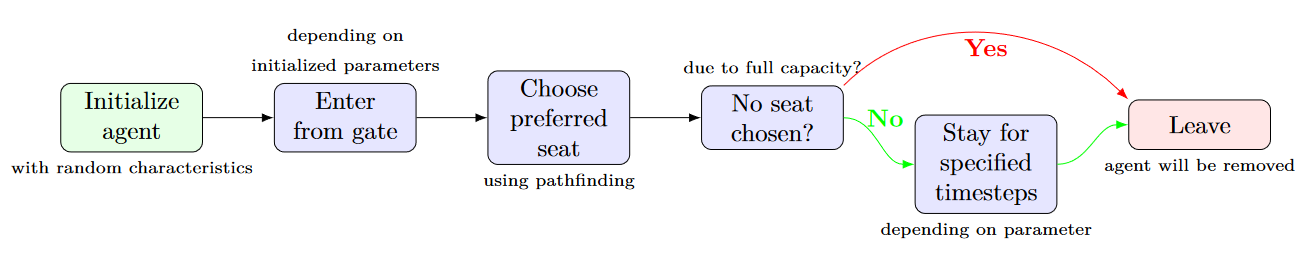 Initialize
agent
with random characteristics
depending on
initialized parameters
Enter
from gate
Choose
preferred
seat
using pathfinding
due to full capacity?
No seat
chosen?
Yes
No
Stay for
specified
timesteps
depending on parameter
Leave
agent will be removed